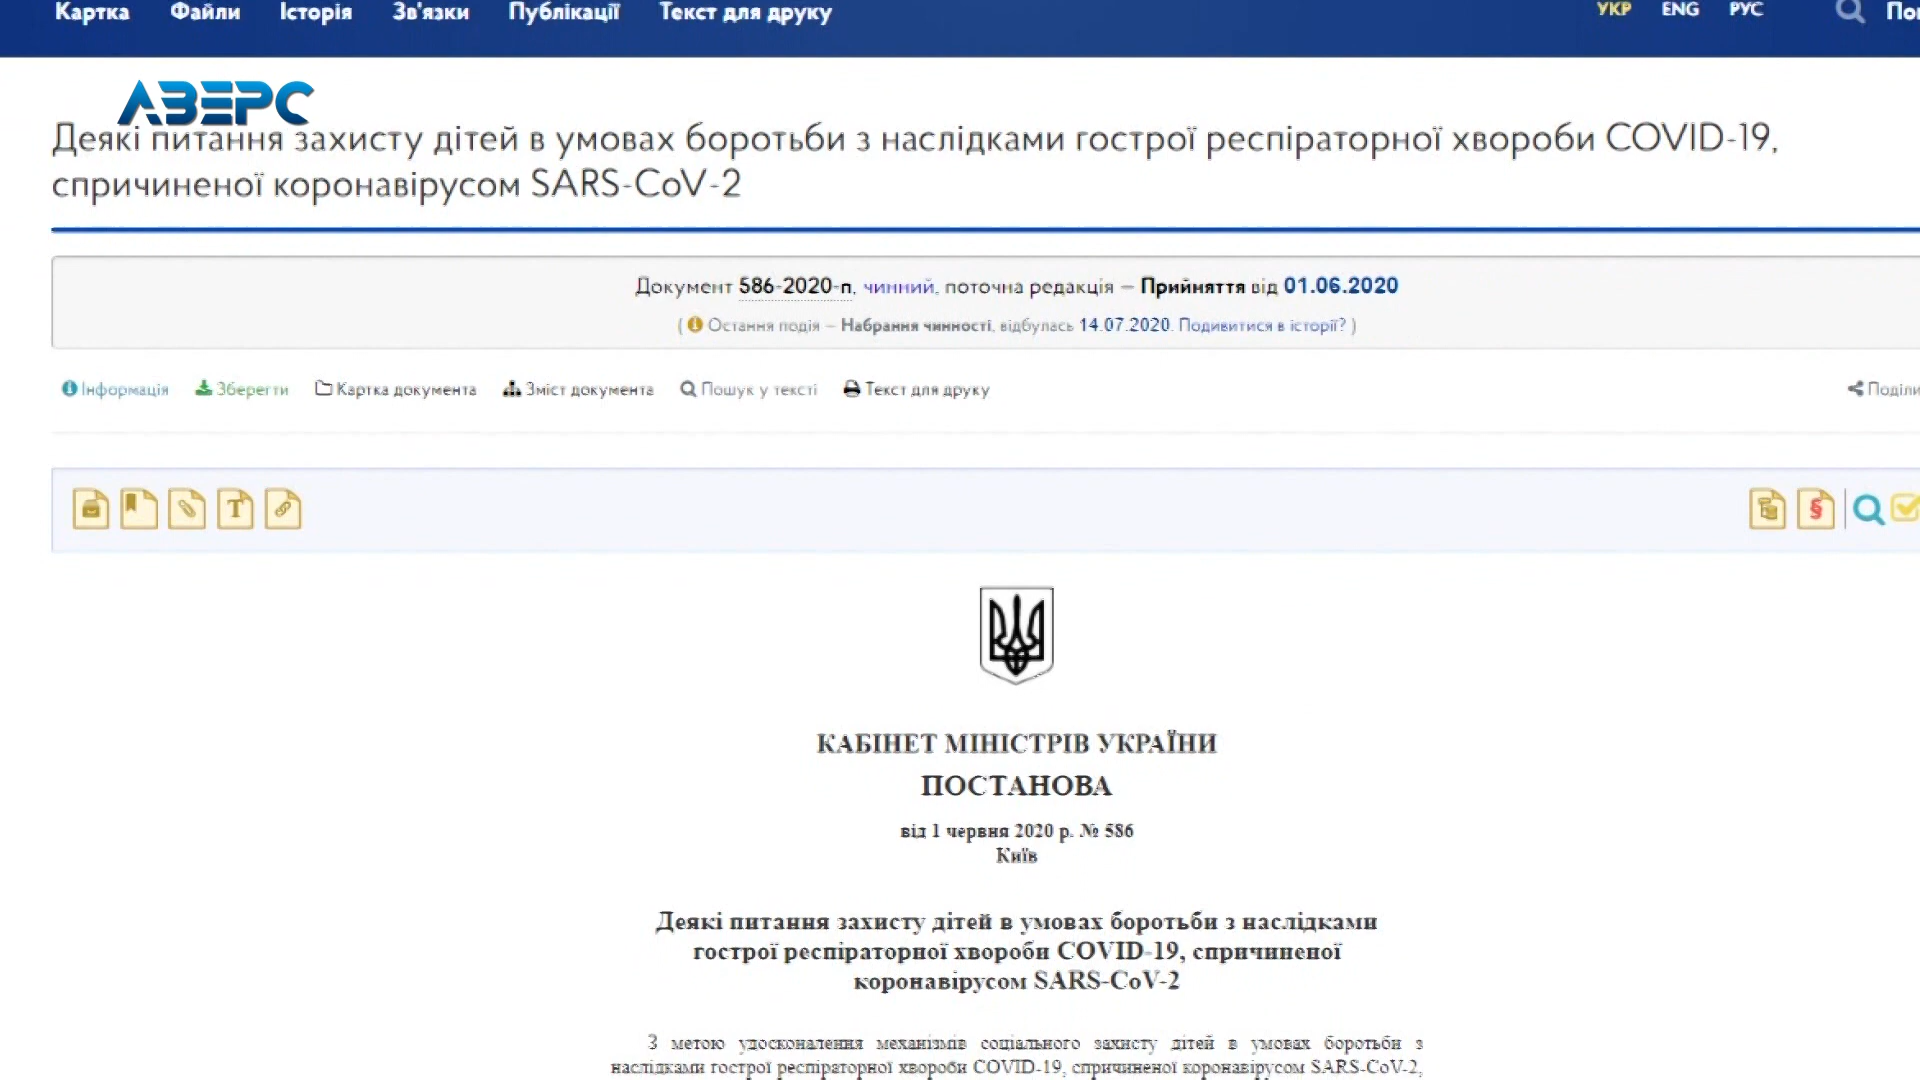 Картка Файли Історія Зв'язки Публікації Текст для друку УКР ENG РУС
АВЕРС
Деякі питання захисту дітей в умовах боротьби з наслідками гострої респіраторної хвороби COVID-19,
спричиненої коронавірусом SARS-CoV-2
Документ 586-2020-п, чинний, поточна редакція — Прийняття від 01.06.2020
( Остання подія — Набрання чинності, відбулась 14.07.2020. Подивитися в історії? )
Інформація Зберегти Картка документа Зміст документа Пошук у тексті Текст для друку
КАБІНЕТ МІНІСТРІВ УКРАЇНИ
ПОСТАНОВА
від 1 червня 2020 р. № 586
Київ
Деякі питання захисту дітей в умовах боротьби з наслідками
гострої респіраторної хвороби COVID-19, спричиненої
коронавірусом SARS-CoV-2
З метою удосконалення механізмів соціального захисту дітей в умовах боротьби з
наслідками гострої респіраторної хвороби COVID-19, спричиненої коронавірусом SARS-CoV-2,